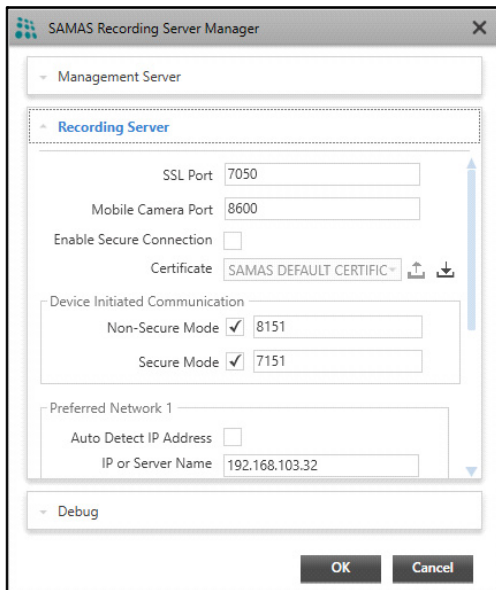 SAMAS Recording Server Manager
Management Server
Recording Server
SSL Port 7050
Mobile Camera Port 8600
Enable Secure Connection
Certificate SAMAS DEFAULT CERTIFIC
Device Initiated Communication
Non-Secure Mode 8151
Secure Mode 7151
Preferred Network 1
Auto Detect IP Address
IP or Server Name 192.168.103.32
Debug
OK Cancel